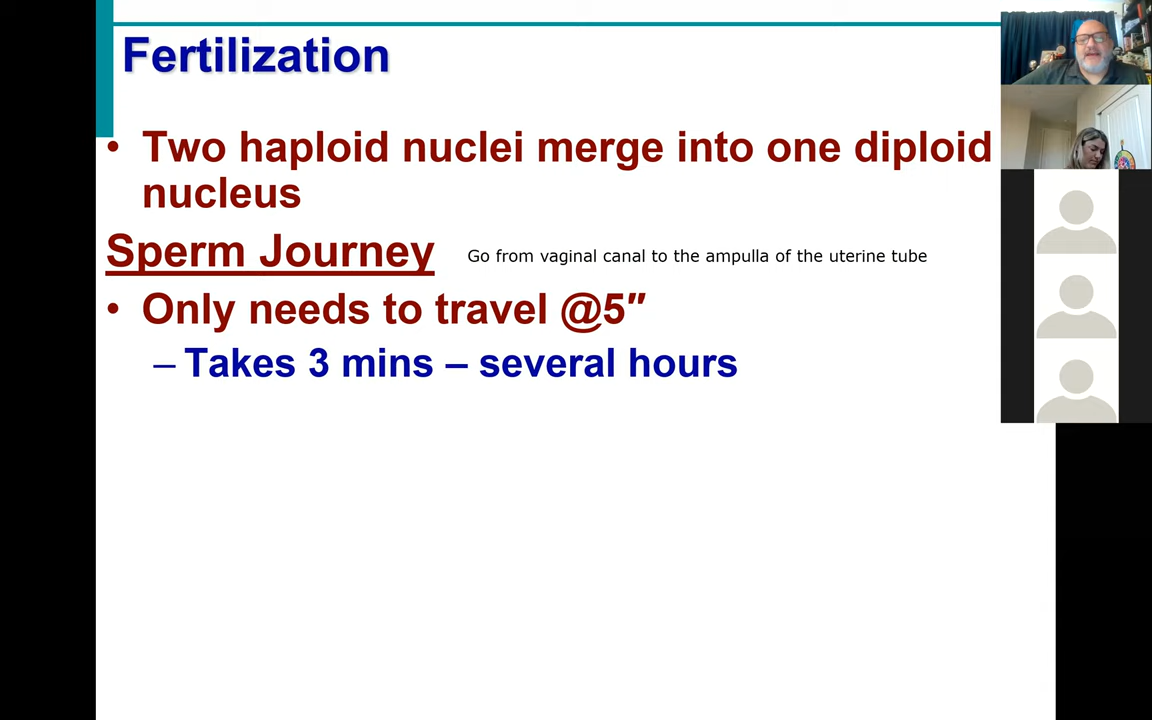 Fertilization
• Two haploid nuclei merge into one diploid
nucleus
Sperm Journey
Go from vaginal canal to the ampulla of the uterine tube
• Only needs to travel @5″
– Takes 3 mins – several hours